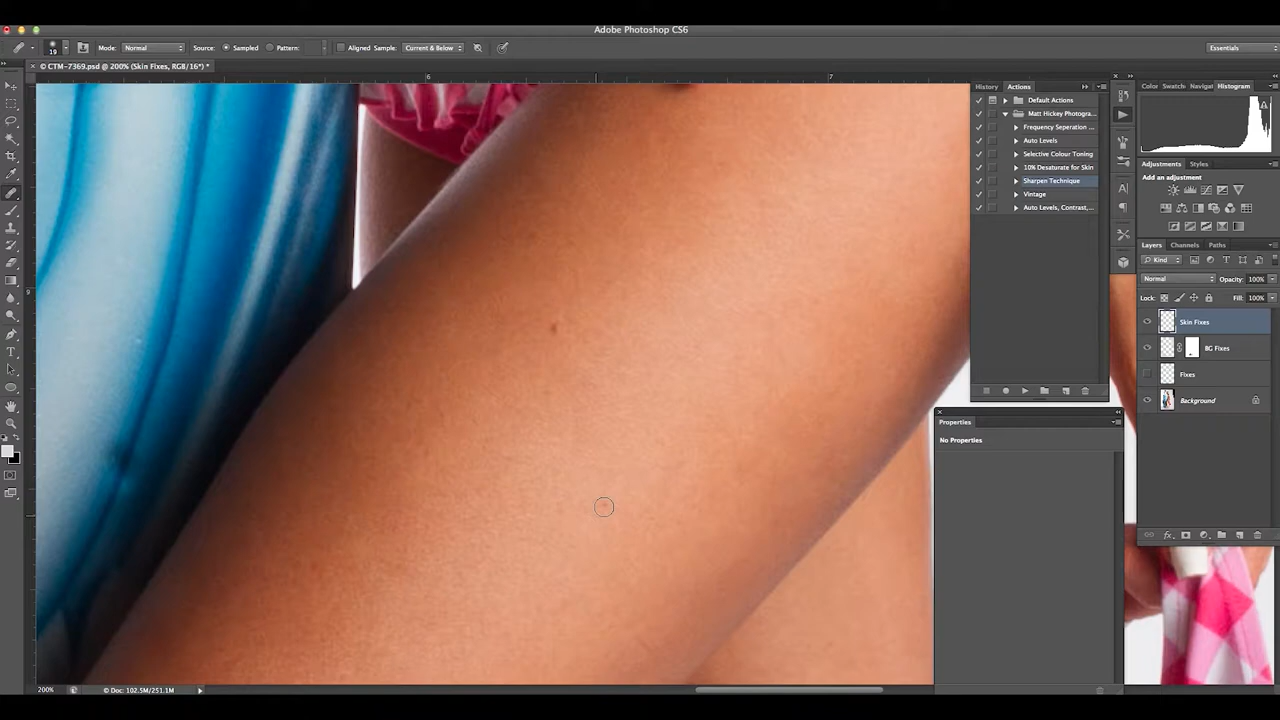 Adobe Photoshop CS6
19
Mode: Normal Source: Sampled Pattern: Aligned Sample: Current & Below Essentials
© CTM-7369.psd @ 200% (Skin Fixes, RGB/16*) *
6 7
9
History Actions
Default Actions
Matt Hickey Photogra...
Frequency Seperation ...
Auto Levels
Selective Colour Toning
10% Desaturate for Skin
Sharpen Technique
Vintage
Auto Levels, Contrast,...
Properties
No Properties
Color Swatch Navigat Histogram
Adjustments Styles
Add an adjustment
Layers Channels Paths
Kind
Normal Opacity: 100%
Lock: Fill: 100%
Skin Fixes
BG Fixes
Fixes
Background
200% Doc: 102.5M/251.1M